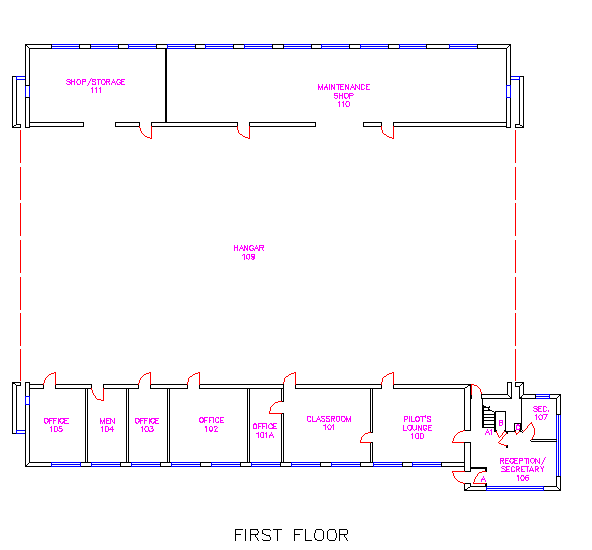 SHOP/STORAGE
111
MAINTENANCE
SHOP
110
HANGAR
109
OFFICE
105
MEN
104
OFFICE
103
OFFICE
102
OFFICE
101A
CLASSROOM
101
PILOT'S
LOUNGE
100
SEC.
107
B
A1
RECEPTION/
SECRETARY
106
A
FIRST FLOOR